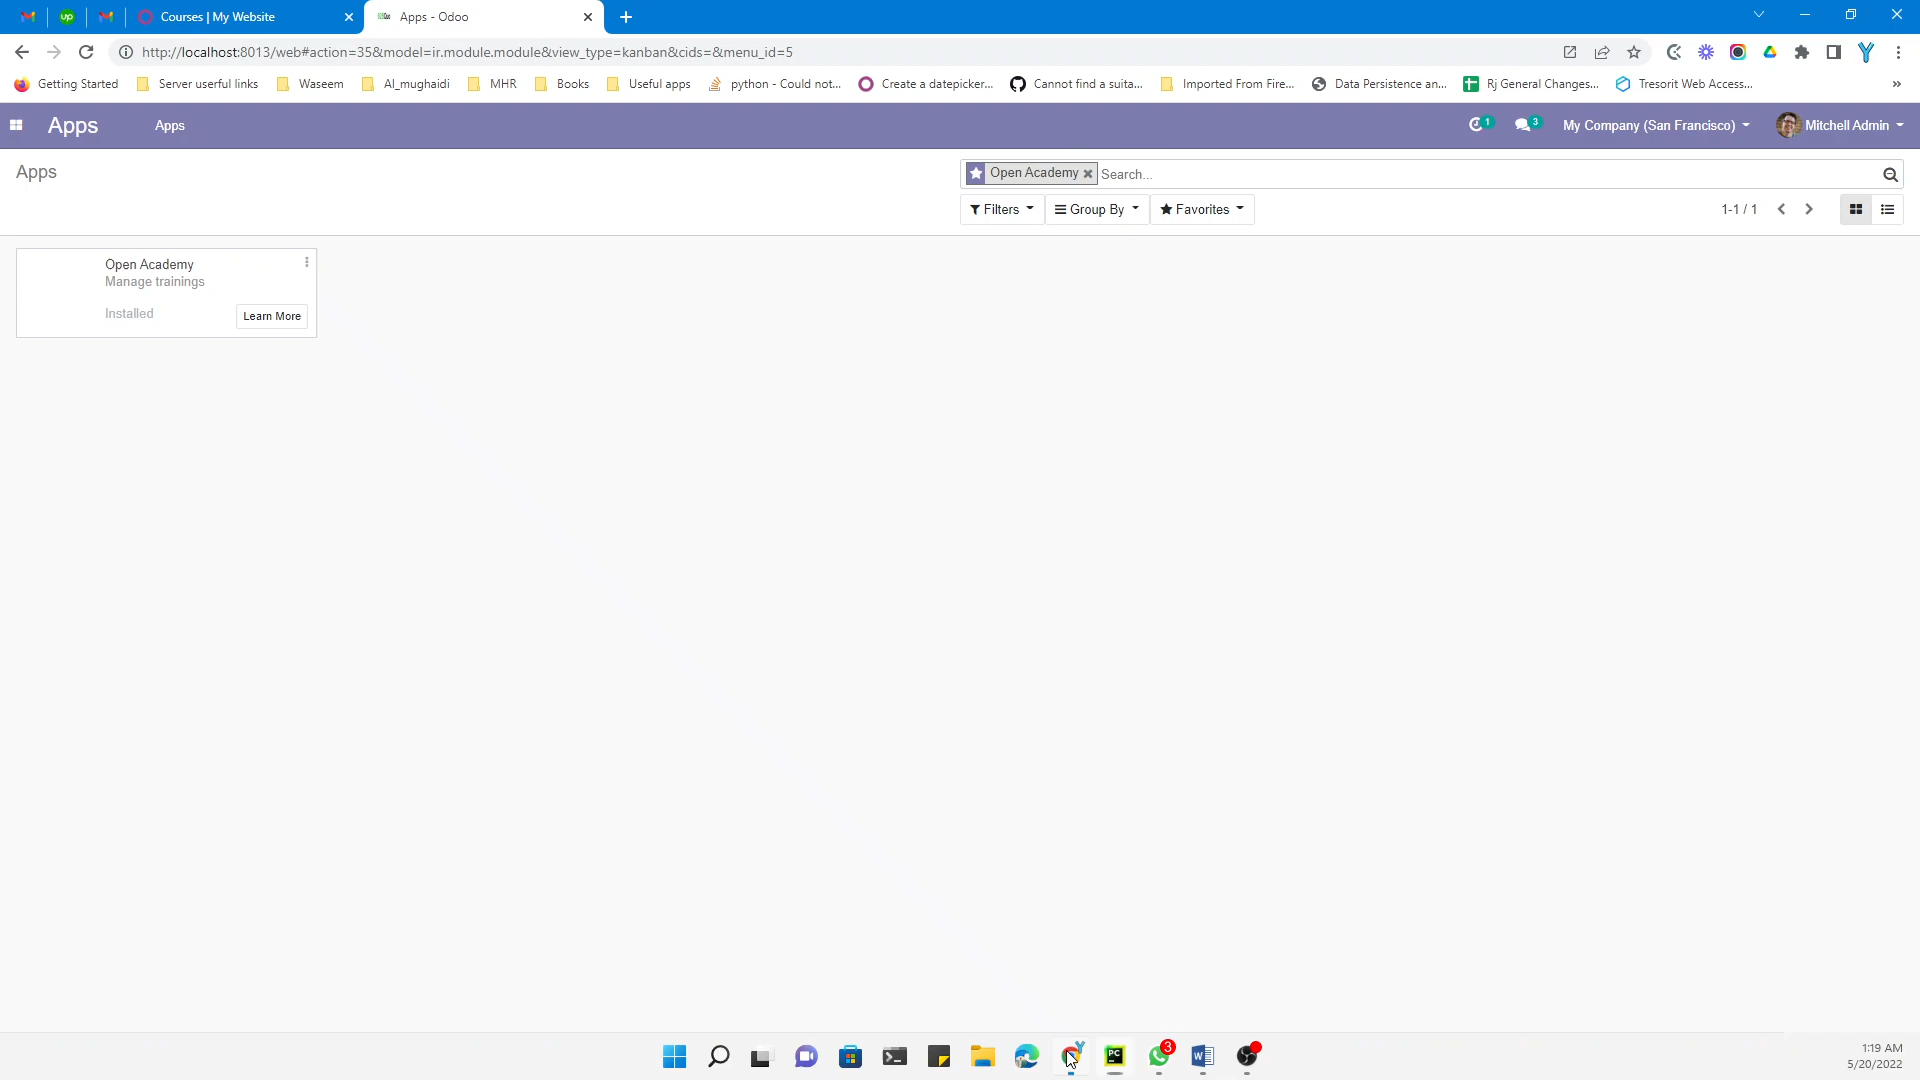 Courses | My Website
Apps - Odoo
http://localhost:8013/web#action=35&model=ir.module.module&view_type=kanban&cids=&menu_id=5
Getting Started
Server userful links
Waseem
Al_mughaidi
MHR
Books
Useful apps
python - Could not...
Create a datepicker...
Cannot find a suita...
Imported From Fire...
Data Persistence an...
Rj General Changes...
Tresorit Web Access...
»
Apps
Apps
1
3
My Company (San Francisco)
Mitchell Admin
Apps
Open Academy
Search...
Filters
Group By
Favorites
1-1 / 1
Open Academy
Manage trainings
Installed
Learn More
up
PC
3
W
1:19 AM
5/20/2022